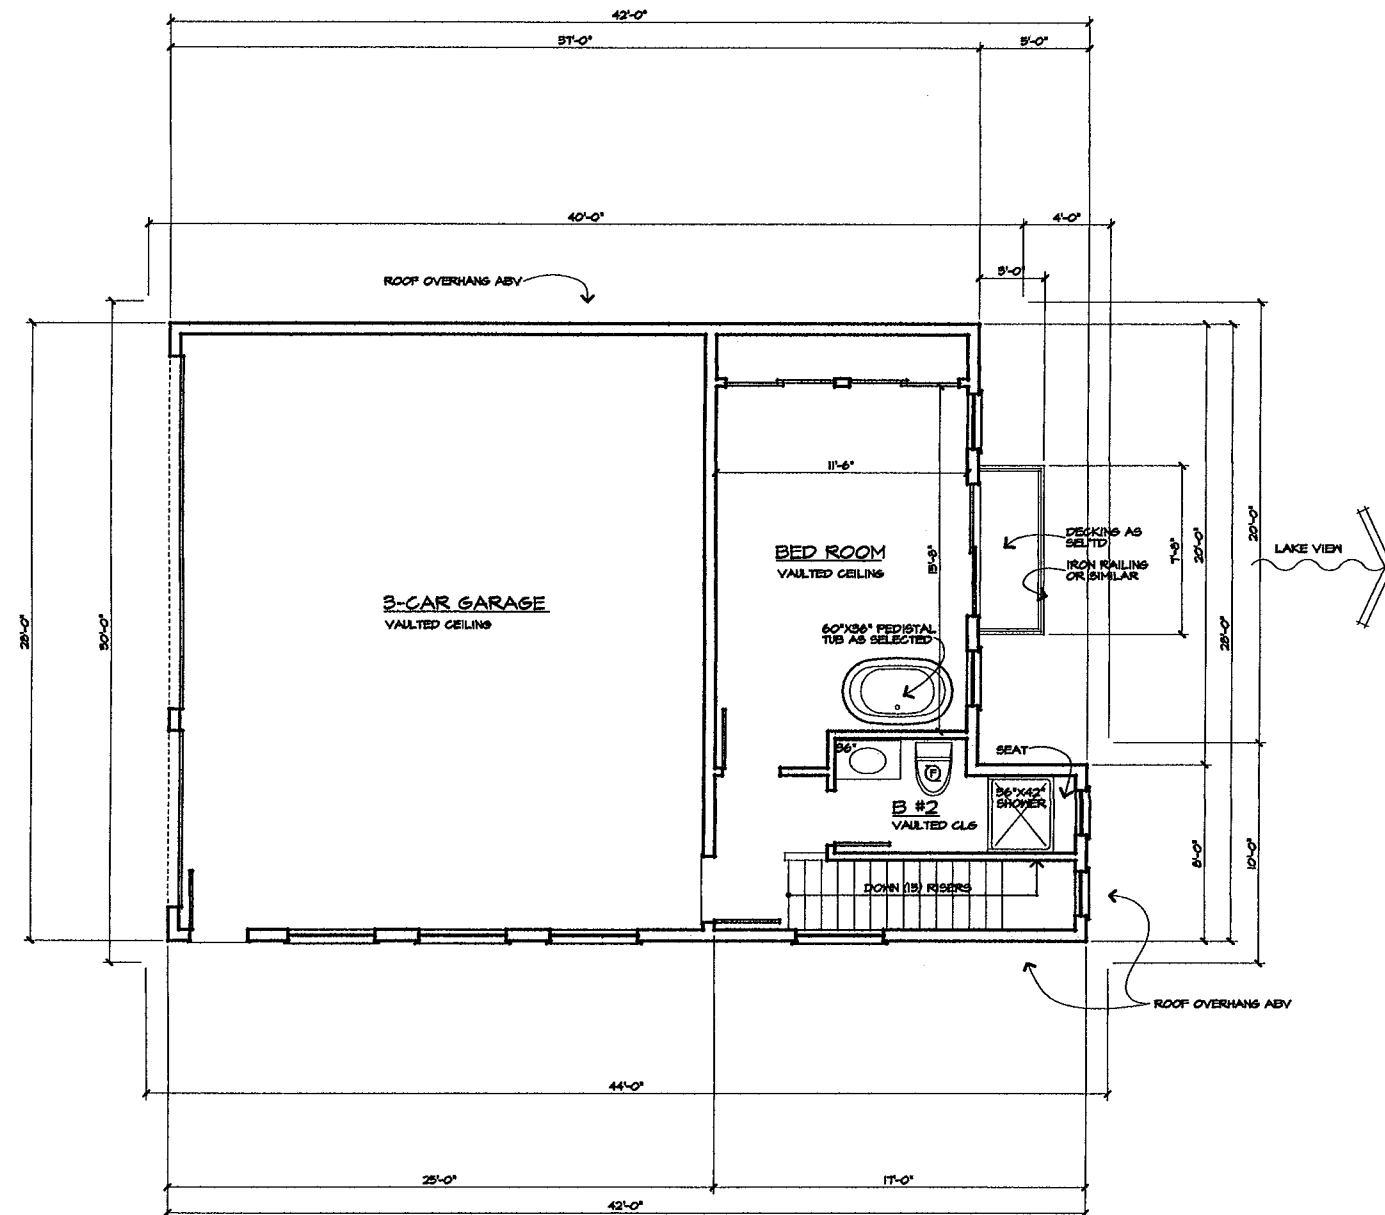 42'-0"
37'-0"
5'-0"
40'-0"
4'-0"
3'-0"
ROOF OVERHANG ABV
11'-6"
DECKING AS
SEL'TD
IRON RAILING
OR SIMILAR
7'-8"
20'-0"
20'-0"
LAKE VIEW
BED ROOM
VAULTED CEILING
15'-8"
3-CAR GARAGE
VAULTED CEILING
28'-0"
30'-0"
28'-0"
60"X36" PEDISTAL
TUB AS SELECTED
36"
F
SEAT
36"X42"
SHOWER
B #2
VAULTED CLG
8'-0"
10'-0"
DOWN (15) RISERS
ROOF OVERHANG ABV
44'-0"
25'-0"
17'-0"
42'-0"